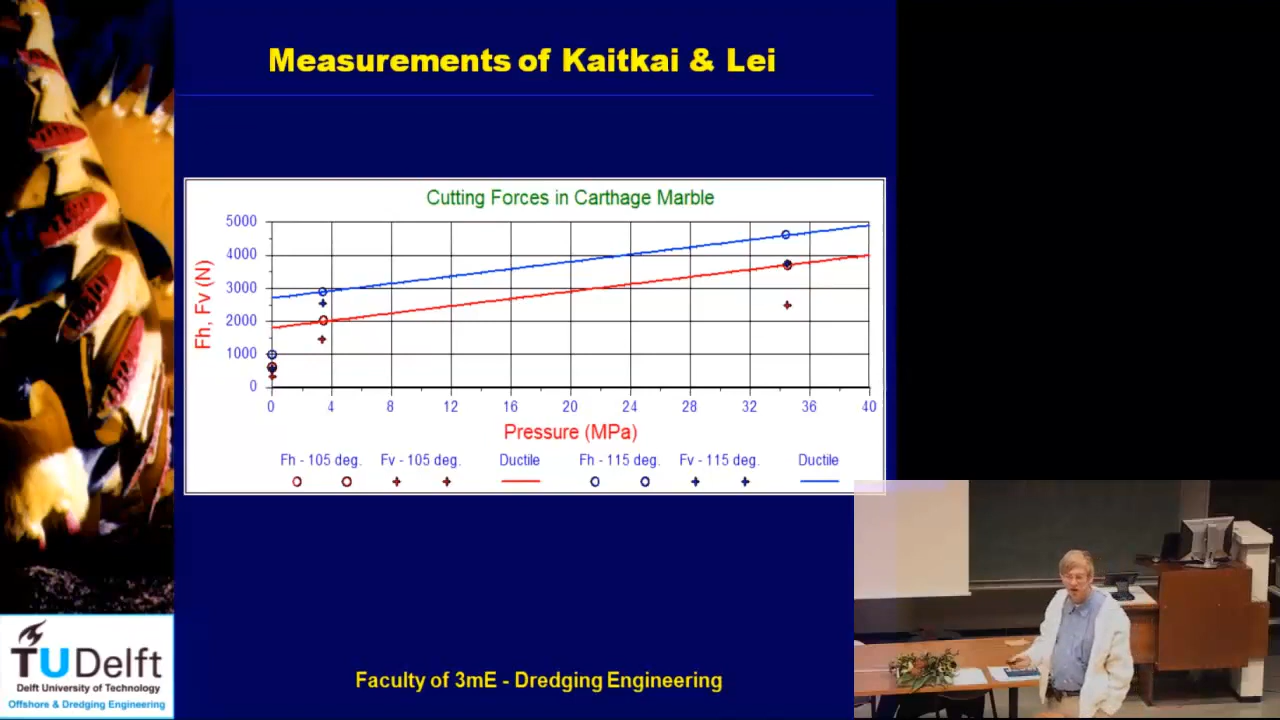 Measurements of Kaitkai & Lei
Cutting Forces in Carthage Marble
Fh, Fv (N)
5000
4000
3000
2000
1000
0
0 4 8 12 16 20 24 28 32 36 40
Pressure (MPa)
Fh - 105 deg. Fv - 105 deg. Ductile Fh - 115 deg. Fv - 115 deg. Ductile
TUDelft
Delft University of Technology
Offshore & Dredging Engineering
Faculty of 3mE - Dredging Engineering